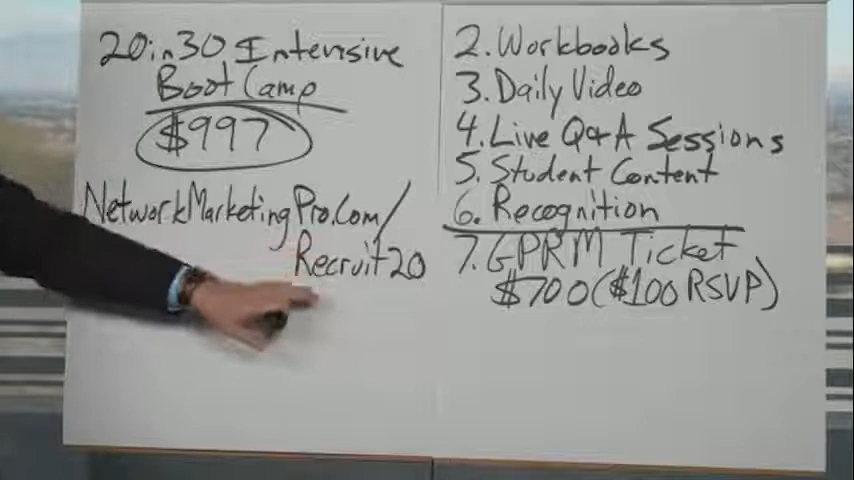 20in30 Intensive
Boot Camp
$997
NetworkMarketingPro.Com/
Recruit20
2. Workbooks
3. Daily Video
4. Live Q&A Sessions
5. Student Content
6. Recognition
7. GPRM Ticket
$700($100 RSVP)